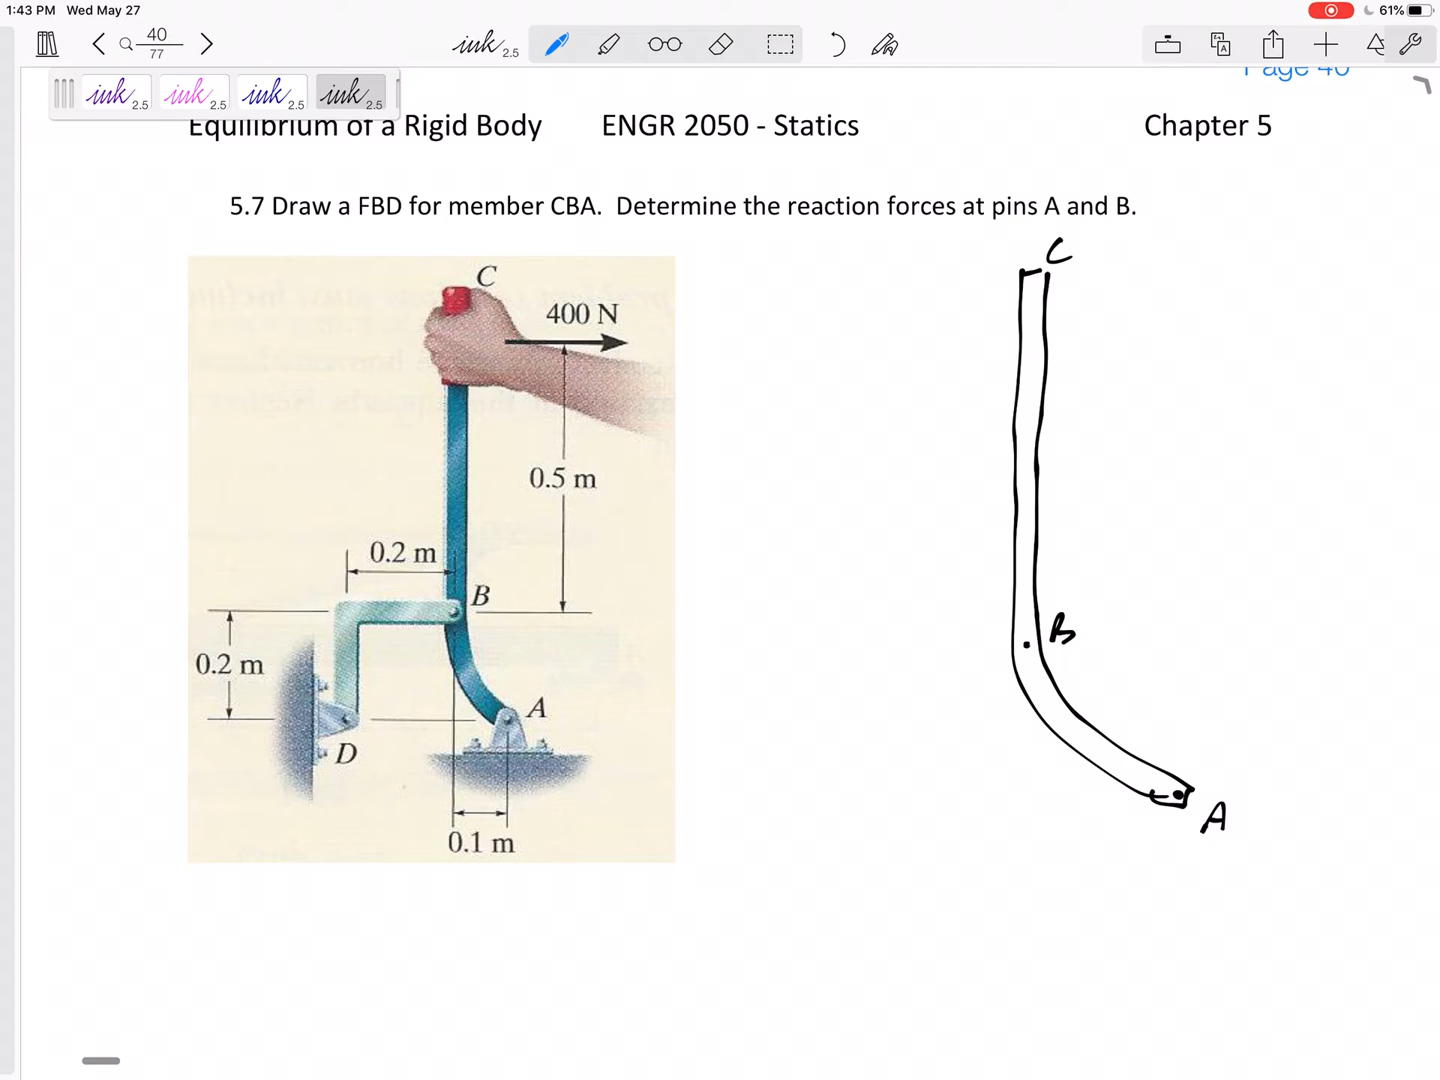 1:43 PM Wed May 27
61%
40
77
ink 2.5
ink 2.5
ink 2.5
ink 2.5
ink 2.5
Page 40
Equilibrium of a Rigid Body ENGR 2050 - Statics Chapter 5
5.7 Draw a FBD for member CBA. Determine the reaction forces at pins A and B.
C
400 N
0.5 m
0.2 m
B
0.2 m
A
D
0.1 m
C
B
A